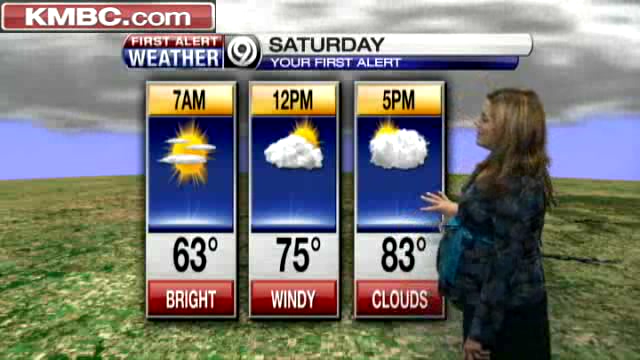 KMBC.com
FIRST ALERT
WEATHER 9
SATURDAY
YOUR FIRST ALERT
7AM 12PM 5PM
63° 75° 83°
BRIGHT WINDY CLOUDS